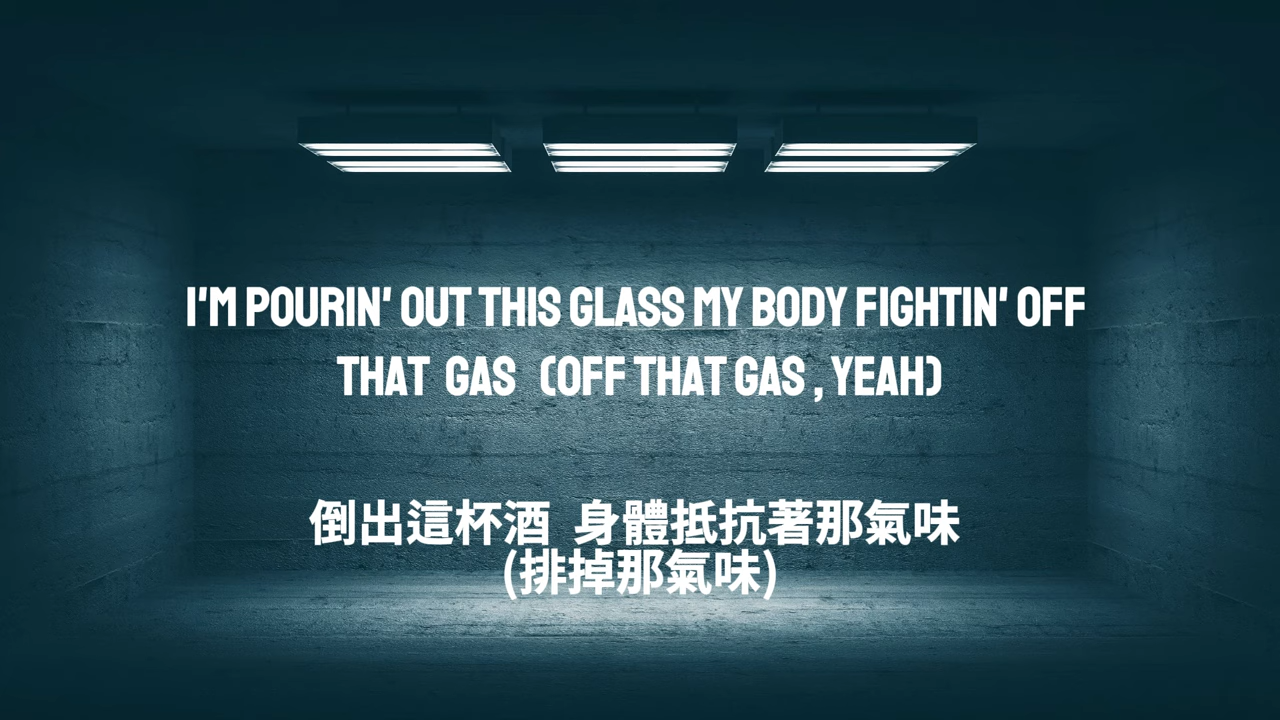 I'M POURIN' OUT THIS GLASS MY BODY FIGHTIN' OFF
THAT GAS (OFF THAT GAS , YEAH)
倒出這杯酒 身體抵抗著那氣味
(排掉那氣味)